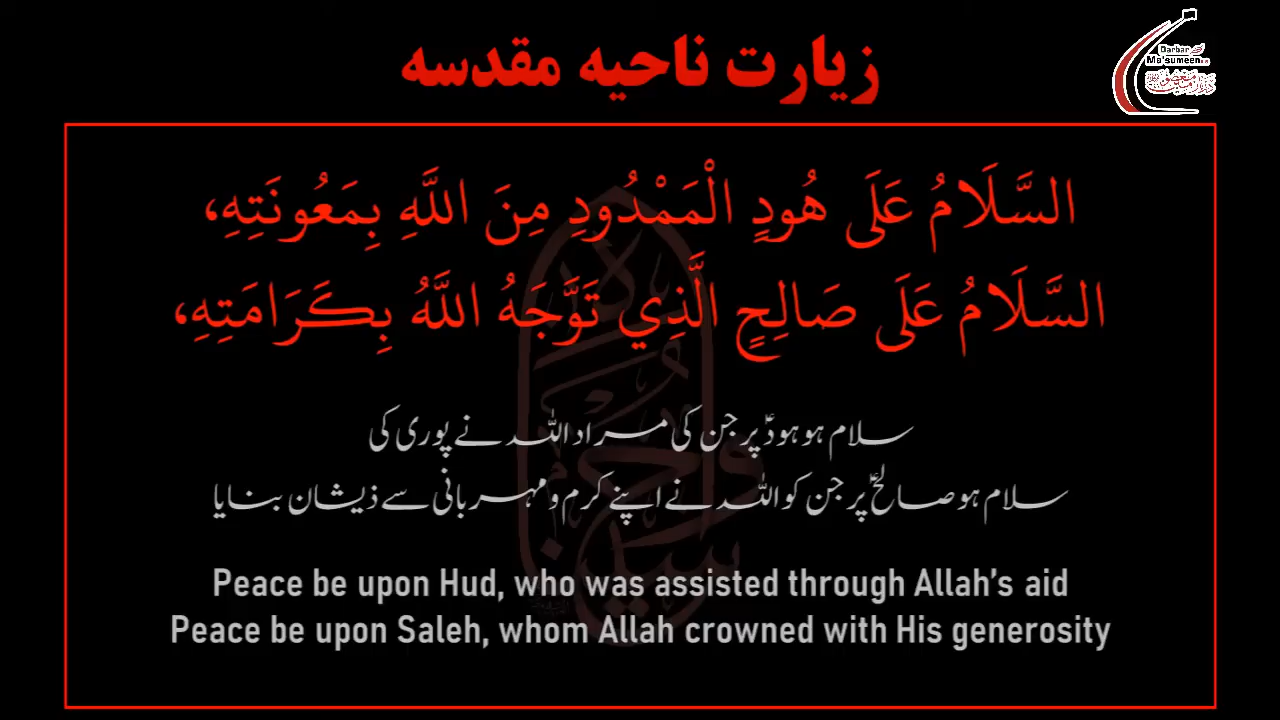 زیارت ناحیہ مقدسہ
Darbar
Ma'sumeen
السَّلَامُ عَلَى هُودٍ الْمَمْدُودِ مِنَ اللَّهِ بِمَعُونَتِهِ،
السَّلَامُ عَلَى صَالِحٍ الَّذِي تَوَّجَهُ اللَّهُ بِكَرَامَتِهِ،
سلام ہو ہودؑ پر جن کی مراد اللہ نے پوری کی
سلام ہو صالحؑ پر جن کو اللہ نے اپنے کرم و مہربانی سے ذیشان بنایا
Peace be upon Hud, who was assisted through Allah's aid
Peace be upon Saleh, whom Allah crowned with His generosity